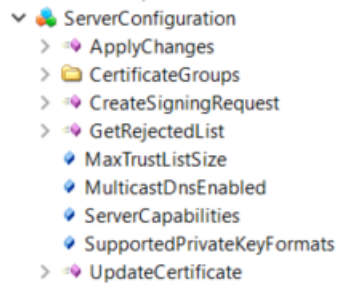 ServerConfiguration
ApplyChanges
CertificateGroups
CreateSigningRequest
GetRejectedList
MaxTrustListSize
MulticastDnsEnabled
ServerCapabilities
SupportedPrivateKeyFormats
UpdateCertificate